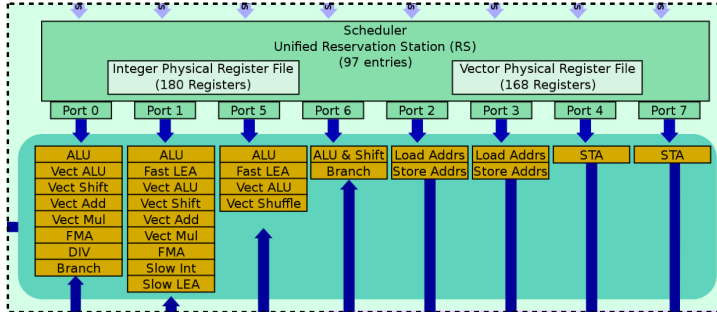 Scheduler
Unified Reservation Station (RS)
(97 entries)
Integer Physical Register File
(180 Registers)
Vector Physical Register File
(168 Registers)
Port 0
Port 1
Port 5
Port 6
Port 2
Port 3
Port 4
Port 7
ALU
Vect ALU
Vect Shift
Vect Add
Vect Mul
FMA
DIV
Branch
ALU
Fast LEA
Vect ALU
Vect Shift
Vect Add
Vect Mul
FMA
Slow Int
Slow LEA
ALU
Fast LEA
Vect ALU
Vect Shuffle
ALU & Shift
Branch
Load Addrs
Store Addrs
Load Addrs
Store Addrs
STA
STA